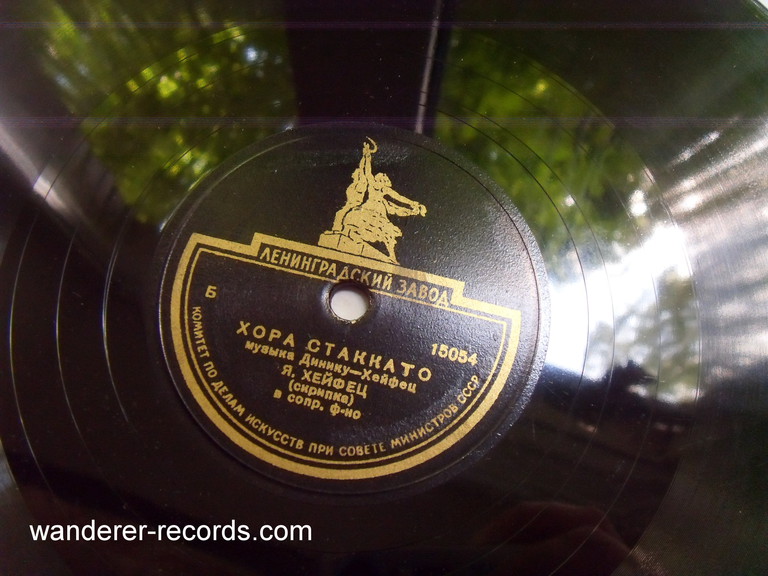 ЛЕНИНГРАДСКИЙ ЗАВОД
Б
ХОРА СТАККАТО
15054
музыка Динику—Хейфец
Я. ХЕЙФЕЦ
(скрипка)
в сопр. ф-но
КОМИТЕТ ПО ДЕЛАМ ИСКУССТВ ПРИ СОВЕТЕ МИНИСТРОВ СССР
wanderer-records.com